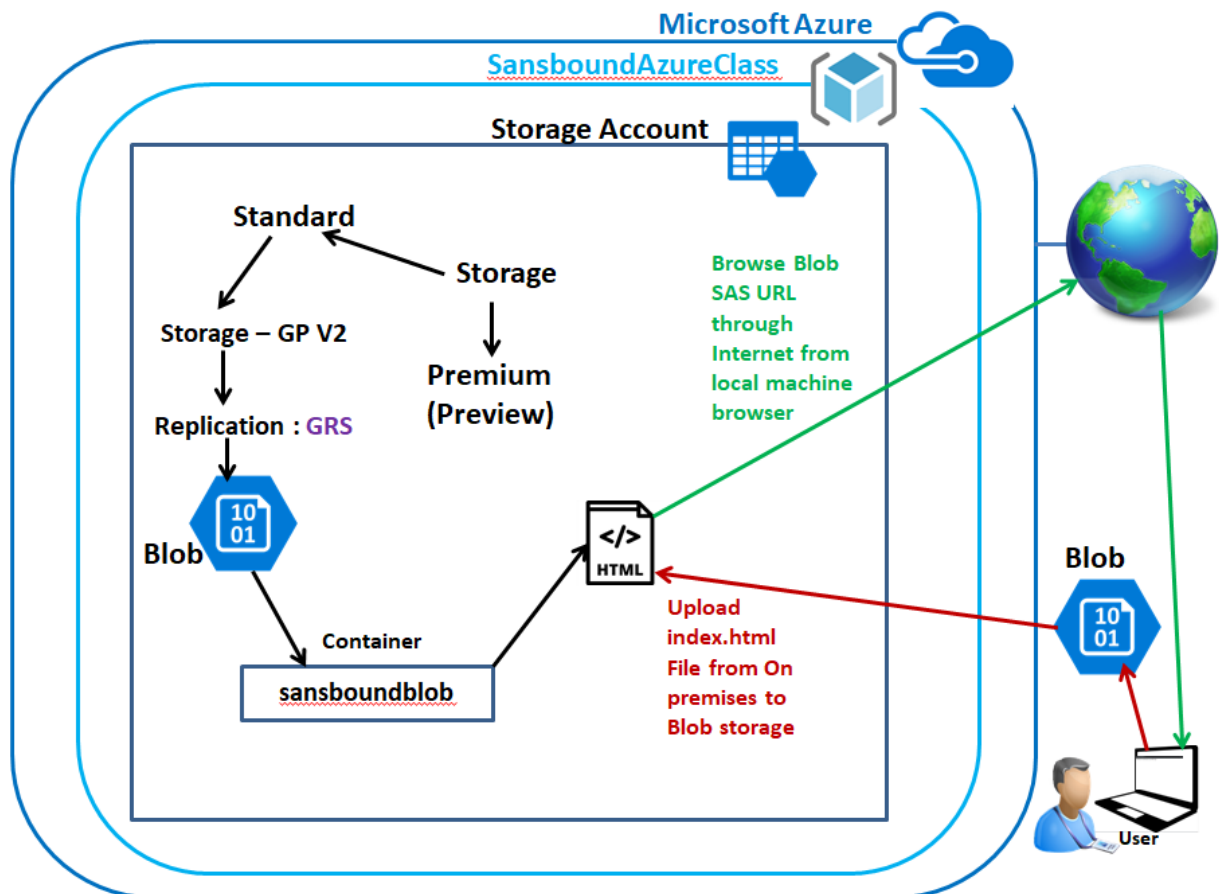 Microsoft Azure
SansboundAzureClass
Storage Account
Standard
Storage
Storage – GP V2
Premium
(Preview)
Replication : GRS
10
01
Blob
Container
sansboundblob
Browse Blob
SAS URL
through
Internet from
local machine
browser
</>
HTML
Upload
index.html
File from On
premises to
Blob storage
Blob
10
01
User